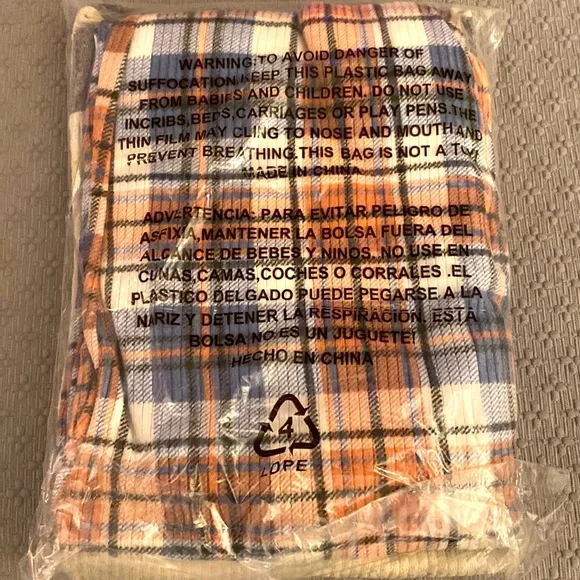 WARNING:TO AVOID DANGER OF
SUFFOCATION KEEP THIS PLASTIC BAG AWAY
FROM BABIES AND CHILDREN. DO NOT USE
INCRIBS,BEDS,CARRIAGES OR PLAY PENS.THE
THIN FILM MAY CLING TO NOSE AND MOUTH AND
PREVENT BREATHING.THIS BAG IS NOT A TOY.
MADE IN CHINA
ADVERTENCIA: PARA EVITAR PELIGRO DE
ASFIXIA,MANTENER LA BOLSA FUERA DEL
ALCANCE DE BEBES Y NINOS. NO USE EN
CUNAS,CAMAS,COCHES O CORRALES .EL
PLASTICO DELGADO PUEDE PEGARSE A LA
NARIZ Y DETENER LA RESPIRACIÓN. ESTÁ
BOLSA NO ES UN JUGUETE!
HECHO EN CHINA
4
LDPE